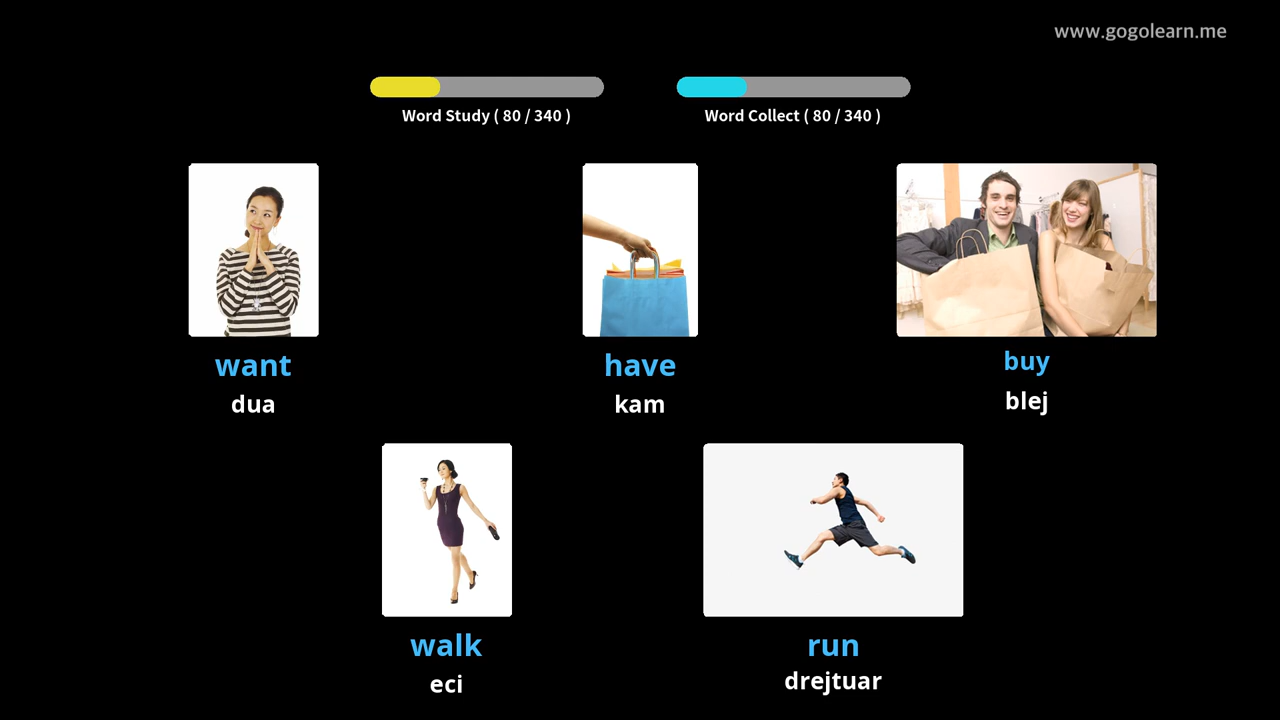 www.gogolearn.me
Word Study ( 80 / 340 )
Word Collect ( 80 / 340 )
want
dua
have
kam
buy
blej
walk
eci
run
drejtuar